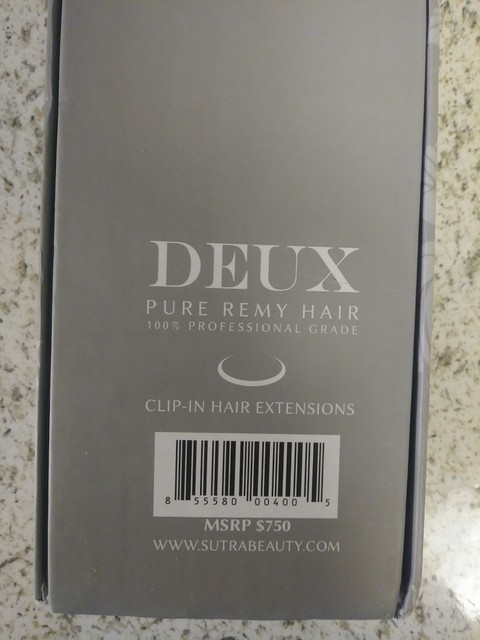 DEUX
PURE REMY HAIR
100% PROFESSIONAL GRADE
CLIP-IN HAIR EXTENSIONS
8 55580 00400 5
MSRP $750
WWW.SUTRABEAUTY.COM